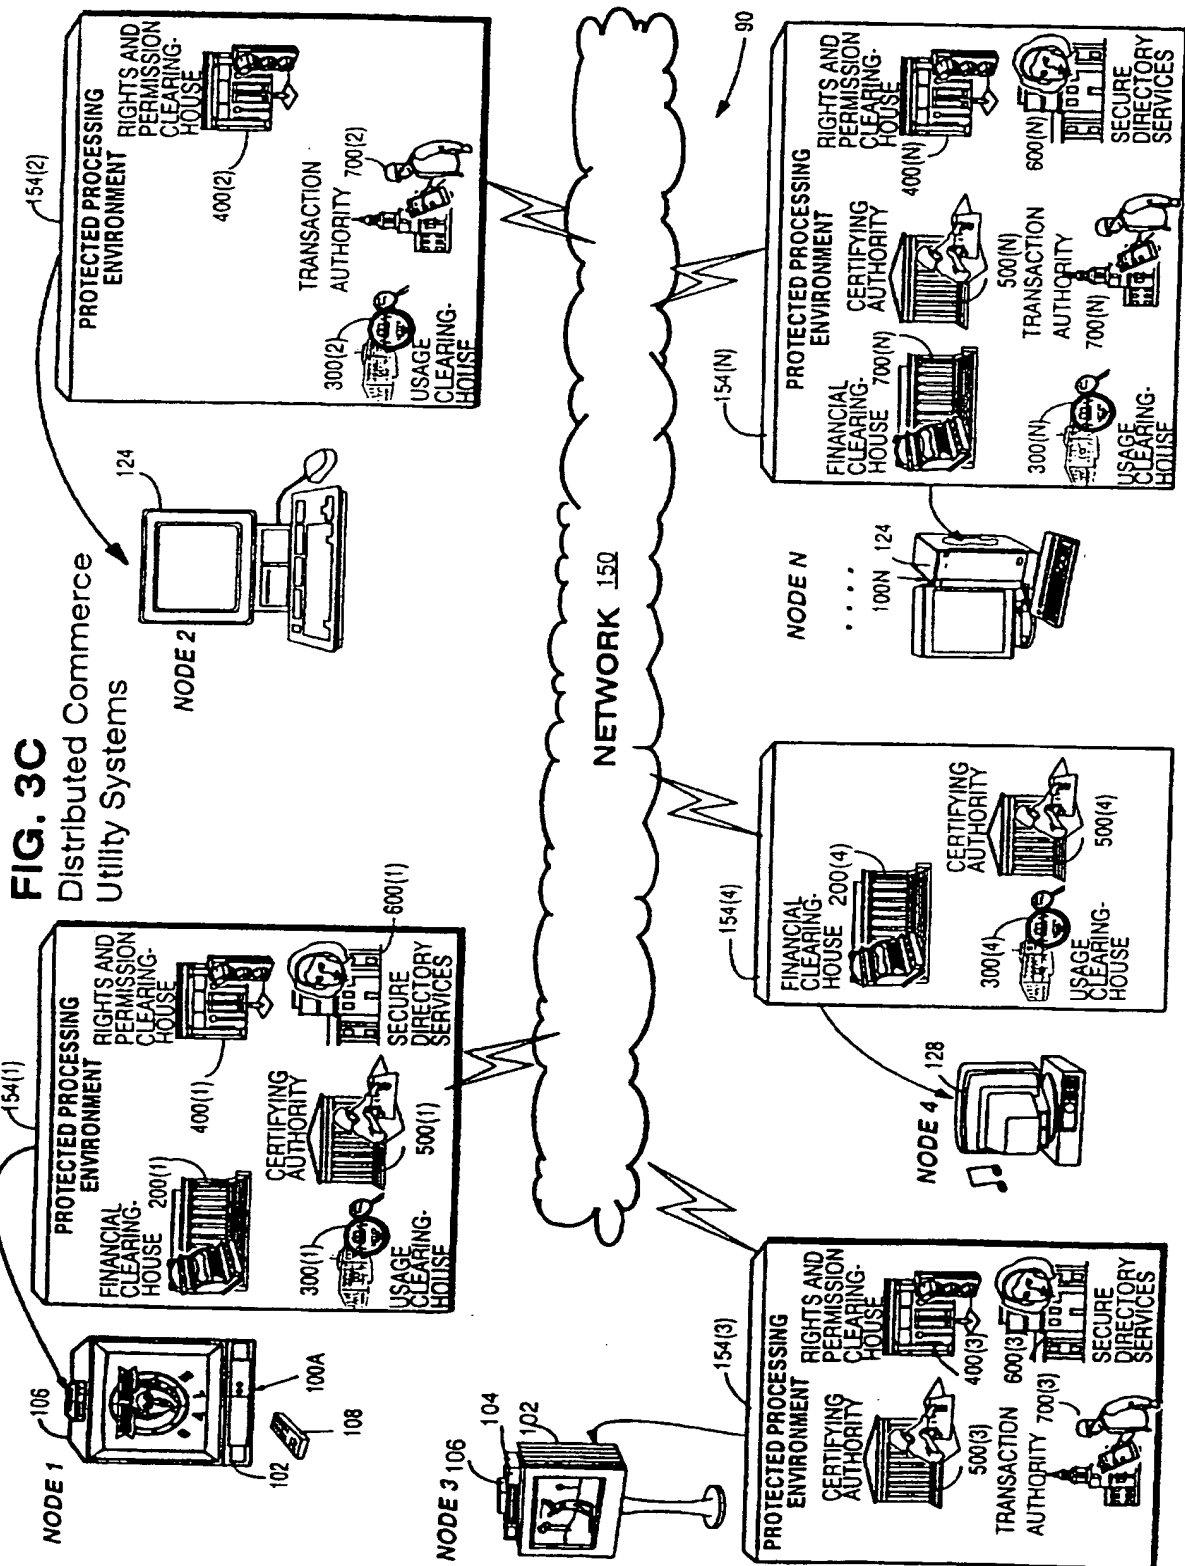 FIG. 3C
Distributed Commerce
Utility Systems
NODE 1
106
102
100A
108
154(1)
PROTECTED PROCESSING
ENVIRONMENT
FINANCIAL
CLEARING-
HOUSE
200(1)
RIGHTS AND
PERMISSION
CLEARING-
HOUSE
400(1)
CERTIFYING
AUTHORITY
500(1)
300(1)
USAGE
CLEARING-
HOUSE
600(1)
SECURE
DIRECTORY
SERVICES
NODE 2
124
154(2)
PROTECTED PROCESSING
ENVIRONMENT
RIGHTS AND
PERMISSION
CLEARING-
HOUSE
400(2)
TRANSACTION
AUTHORITY
700(2)
300(2)
USAGE
CLEARING-
HOUSE
NETWORK 150
90
NODE 3
106
104
102
154(3)
PROTECTED PROCESSING
ENVIRONMENT
CERTIFYING
AUTHORITY
500(3)
RIGHTS AND
PERMISSION
CLEARING-
HOUSE
400(3)
TRANSACTION
AUTHORITY
700(3)
600(3)
SECURE
DIRECTORY
SERVICES
NODE 4
128
154(4)
FINANCIAL
CLEARING-
HOUSE
200(4)
CERTIFYING
AUTHORITY
500(4)
300(4)
USAGE
CLEARING-
HOUSE
NODE N
. . . .
100N
124
154(N)
PROTECTED PROCESSING
ENVIRONMENT
FINANCIAL
CLEARING-
HOUSE
700(N)
CERTIFYING
AUTHORITY
500(N)
RIGHTS AND
PERMISSION
CLEARING-
HOUSE
400(N)
300(N)
USAGE
CLEARING-
HOUSE
TRANSACTION
AUTHORITY
700(N)
600(N)
SECURE
DIRECTORY
SERVICES